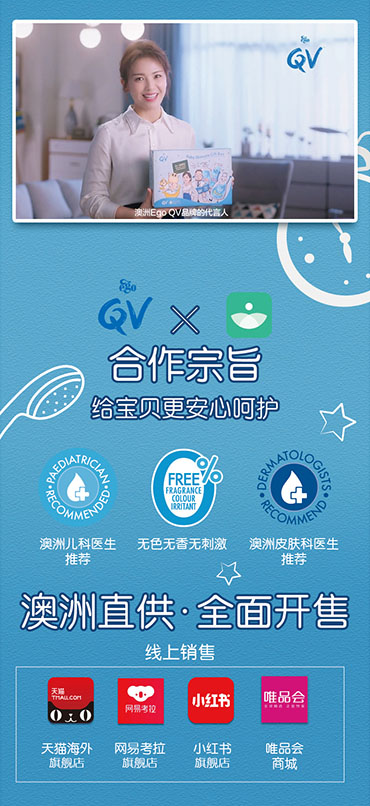 ego
QV
QV
澳洲Ego QV品牌的代言人
ego
QV
合作宗旨
给宝贝更安心呵护
PAEDIATRICIAN RECOMMENDED
FREE %
FRAGRANCE
COLOUR
IRRITANT
DERMATOLOGISTS RECOMMEND
澳洲儿科医生
推荐
无色无香无刺激
澳洲皮肤科医生
推荐
澳洲直供·全面开售
线上销售
天猫
TMALL.COM
网易考拉
小红书
唯品会
天猫海外
旗舰店
网易考拉
旗舰店
小红书
旗舰店
唯品会
商城